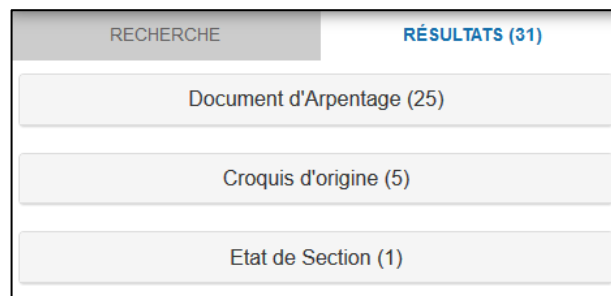 RECHERCHE RÉSULTATS (31)
Document d'Arpentage (25)
Croquis d'origine (5)
Etat de Section (1)